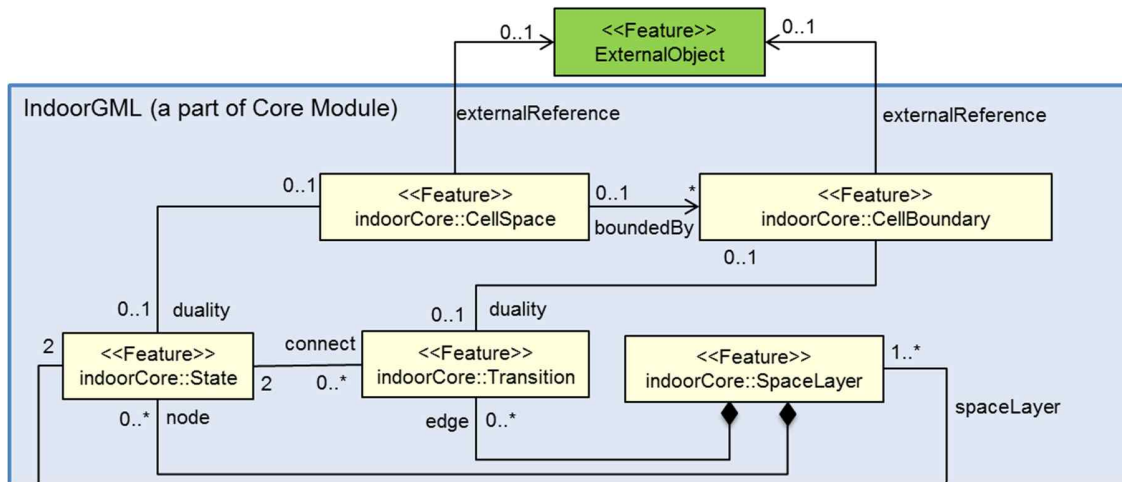 0..1
<<Feature>>
ExternalObject
0..1
IndoorGML (a part of Core Module)
externalReference
externalReference
0..1
<<Feature>>
indoorCore::CellSpace
0..1
boundedBy
*
<<Feature>>
indoorCore::CellBoundary
0..1
0..1
duality
0..1
duality
2
<<Feature>>
indoorCore::State
connect
2
0..*
<<Feature>>
indoorCore::Transition
<<Feature>>
indoorCore::SpaceLayer
1..*
spaceLayer
0..*
node
edge
0..*